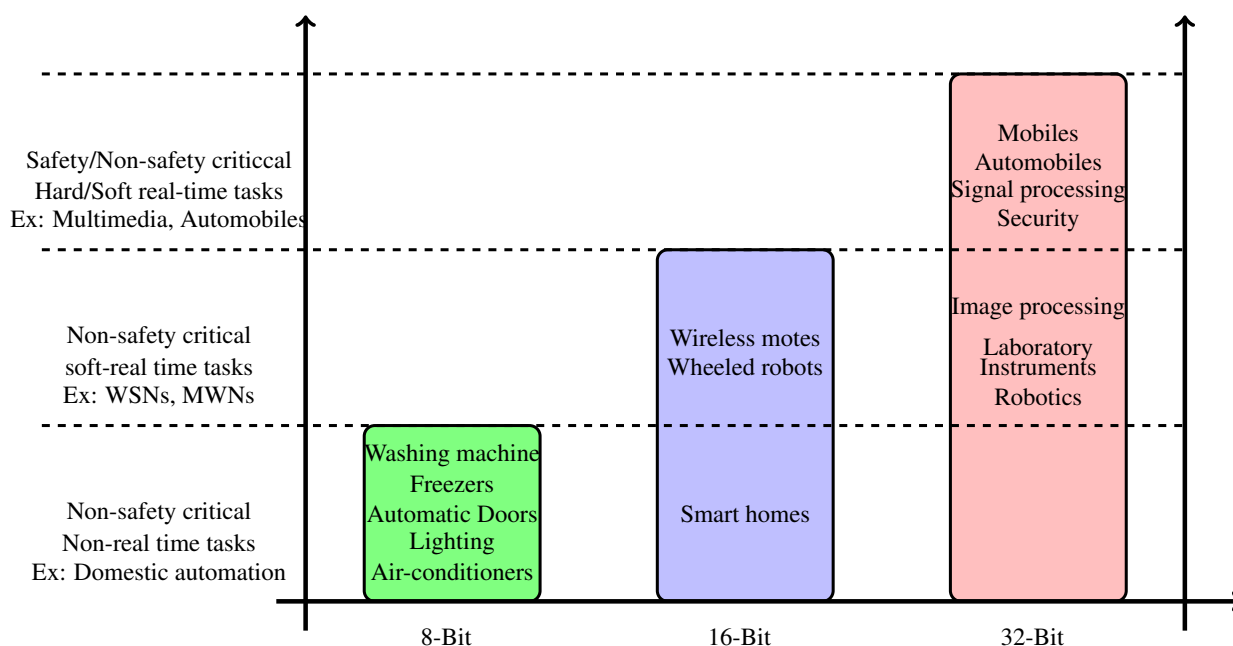 Safety/Non-safety criticcal
Hard/Soft real-time tasks
Ex: Multimedia, Automobiles
Mobiles
Automobiles
Signal processing
Security
Non-safety critical
soft-real time tasks
Ex: WSNs, MWNs
Wireless motes
Wheeled robots
Image processing
Laboratory
Instruments
Robotics
Non-safety critical
Non-real time tasks
Ex: Domestic automation
Washing machine
Freezers
Automatic Doors
Lighting
Air-conditioners
Smart homes
8-Bit
16-Bit
32-Bit